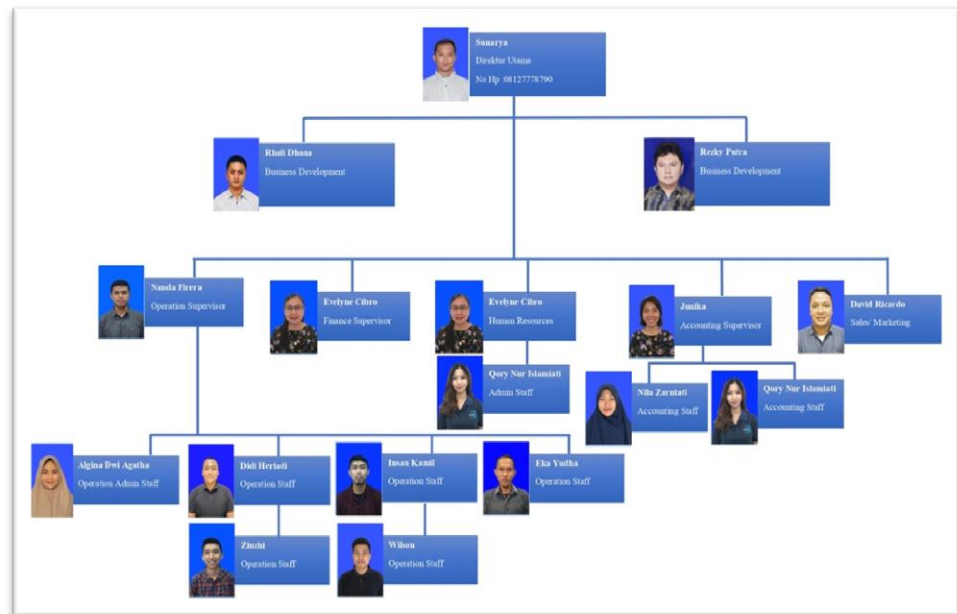 Sunarya
Direktur Utama
No Hp :08127778790
Rhuli Dhana
Business Development
Rezky Putra
Business Development
Nanda Firera
Operation Supervisor
Evelyne Cibro
Finance Supervisor
Evelyne Cibro
Human Resources
Junika
Accounting Supervisor
David Ricardo
Sales/ Marketing
Qory Nur Islamiati
Admin Staff
Nila Zurniati
Accounting Staff
Qory Nur Islamiati
Accounting Staff
Algina Dwi Agatha
Operation Admin Staff
Didi Heriadi
Operation Staff
Insan Kamil
Operation Staff
Eka Yudha
Operation Staff
Zinzhi
Operation Staff
Wilson
Operation Staff